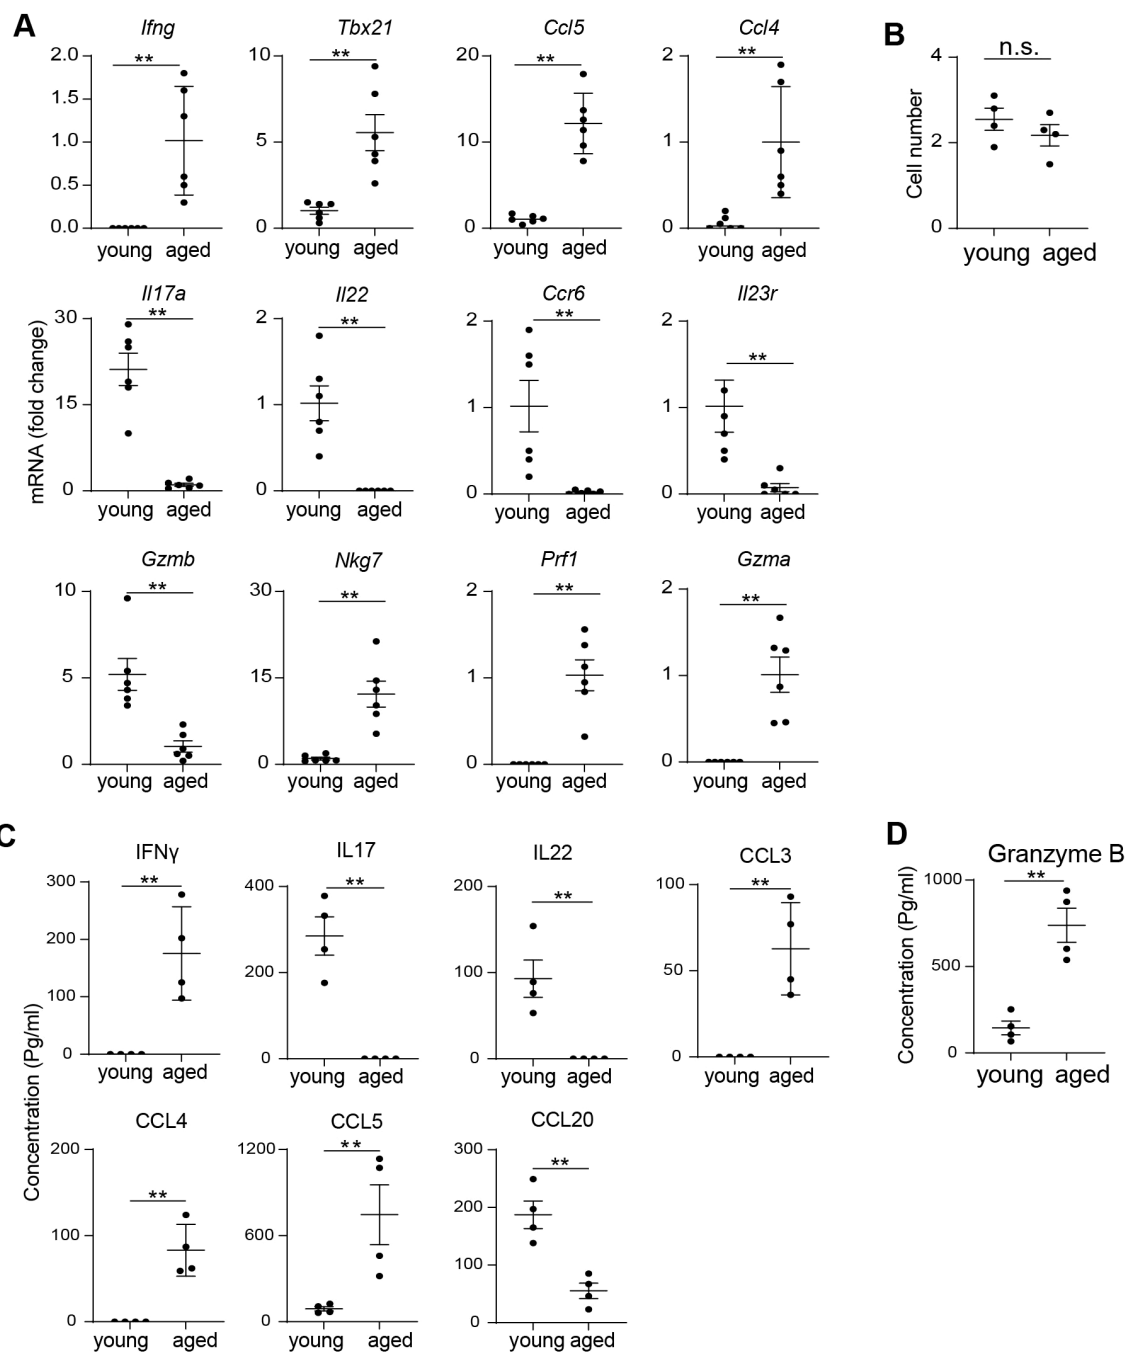 A
Ifng
Tbx21
Ccl5
Ccl4
B
** ** ** ** n.s.
2.0 10 20 2 4
1.5
1.0 5 10 1 2
0.5
0.0 0 0 0 0
Cell number
young aged young aged young aged young aged young aged
Il17a
Il22
Ccr6
Il23r
** ** ** **
30 2 2 2
15 1 1 1
0 0 0 0
mRNA (fold change)
young aged young aged young aged young aged
Gzmb
Nkg7
Prf1
Gzma
** ** ** **
10 30 2 2
5 15 1 1
0 0 0 0
young aged young aged young aged young aged
C
IFNγ
IL17
IL22
CCL3
D
Granzyme B
** ** ** ** **
300 400 200 100 1000
200
200 100 50 500
100
0 0 0 0 0
Concentration (Pg/ml)
Concentration (Pg/ml)
young aged young aged young aged young aged young aged
CCL4
CCL5
CCL20
** ** **
200 1200 300
200
100 600
100
0 0 0
young aged young aged young aged